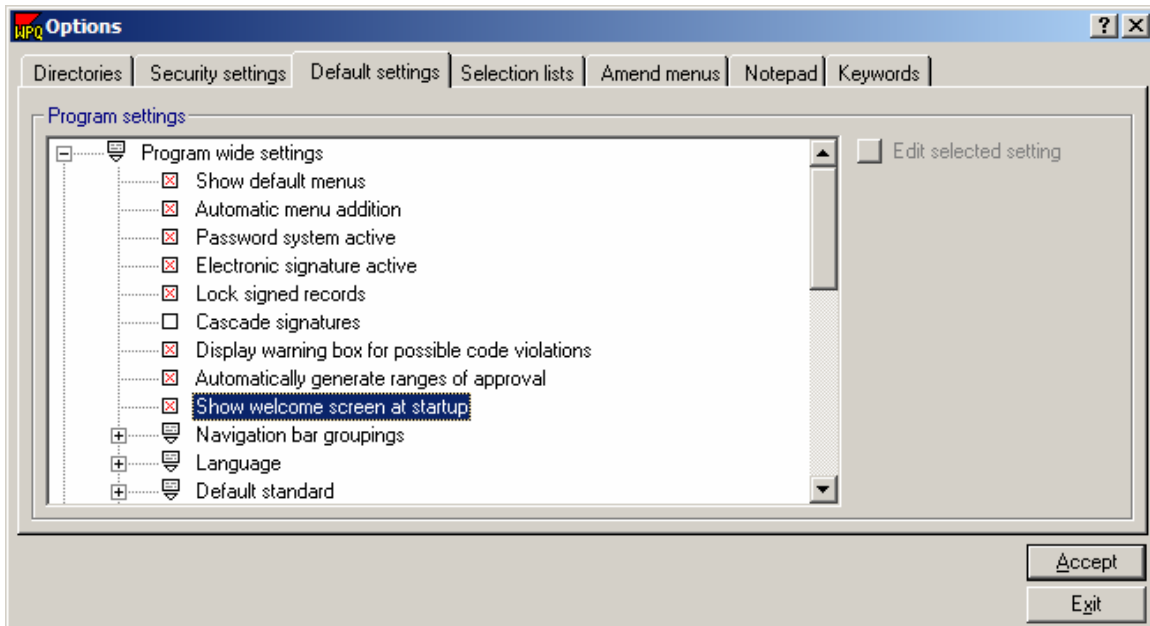 WPQ Options
Directories Security settings Default settings Selection lists Amend menus Notepad Keywords
Program settings
Program wide settings
Edit selected setting
Show default menus
Automatic menu addition
Password system active
Electronic signature active
Lock signed records
Cascade signatures
Display warning box for possible code violations
Automatically generate ranges of approval
Show welcome screen at startup
Navigation bar groupings
Language
Default standard
Accept
Exit